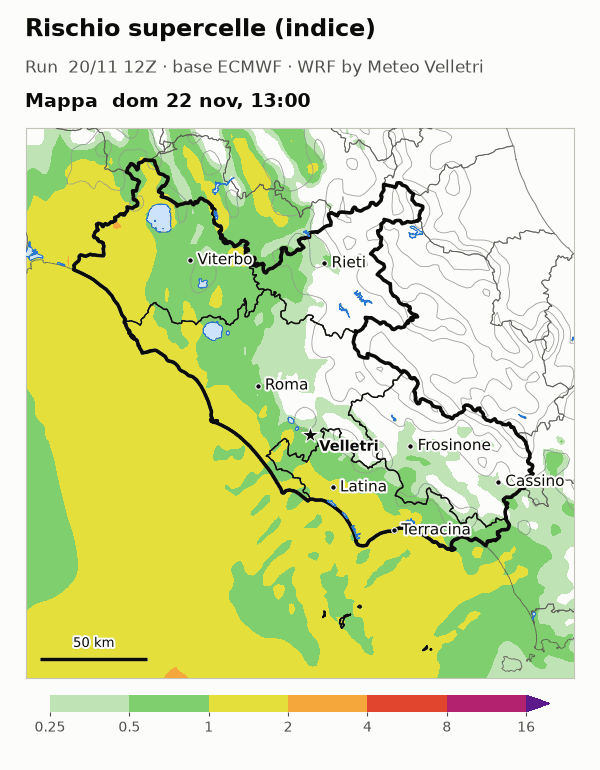 Rischio supercelle (indice)
Run  20/11 12Z · base ECMWF · WRF by Meteo Velletri
Mappa  dom 22 nov, 13:00
Viterbo
Rieti
Roma
Velletri
Frosinone
Cassino
Latina
Terracina
50 km
0.25 0.5 1 2 4 8 16